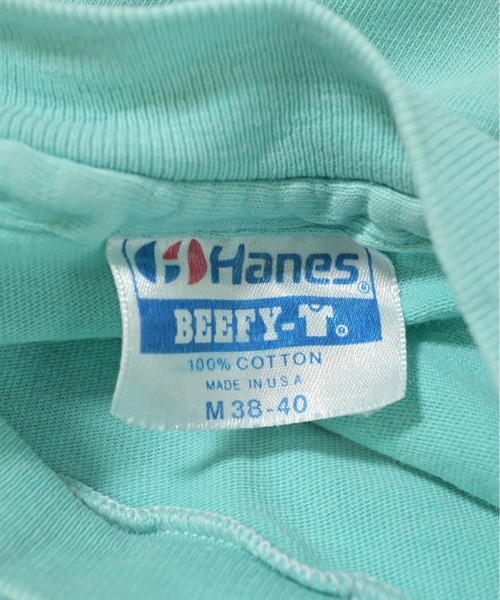 Hanes®
BEEFY-T®
100% COTTON
MADE IN U.S.A
M 38-40